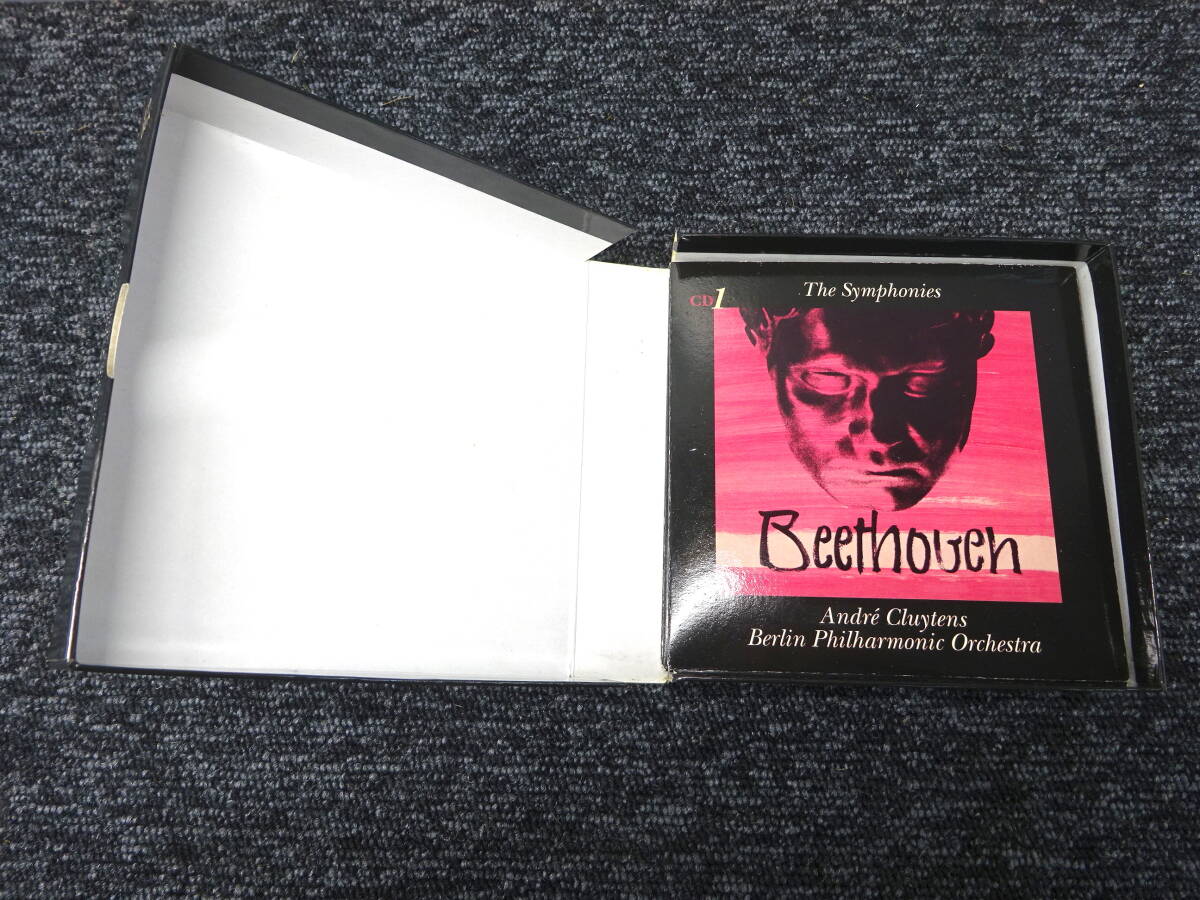 The Symphonies
CD1
Beethoven
André Cluytens
Berlin Philharmonic Orchestra